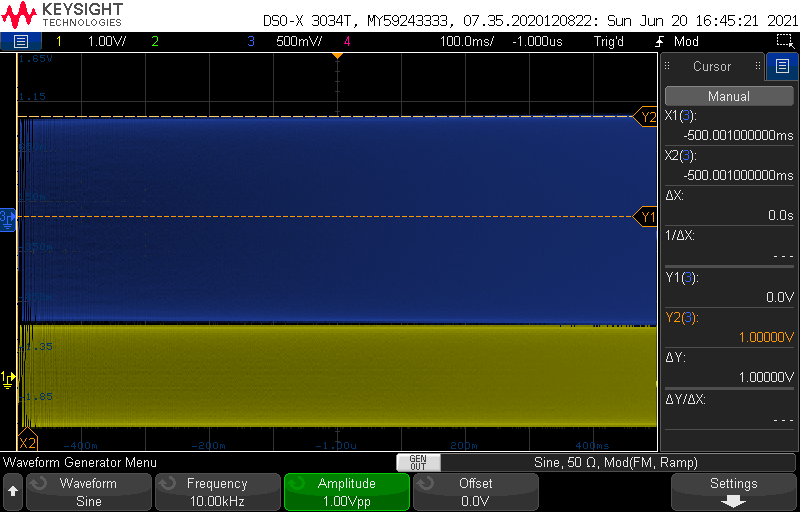 KEYSIGHT
TECHNOLOGIES
DSO-X 3034T, MY59243333, 07.35.2020120822: Sun Jun 20 16:45:21 2021
1 1.00V/ 2 3 500mV/ 4 100.0ms/ -1.000us Trig'd Mod
1.65V
1.15
Y2
3
Y1
-1.35
1
-1.85
X2
-400m -200m -1.00u 200m 400ms
Cursor
Manual
X1(3):
-500.001000000ms
X2(3):
-500.001000000ms
ΔX:
0.0s
1/ΔX:
- - -
Y1(3):
0.0V
Y2(3):
1.00000V
ΔY:
1.00000V
ΔY/ΔX:
- - -
Waveform Generator Menu
GEN
OUT
Sine, 50 Ω, Mod(FM, Ramp)
Waveform
Sine
Frequency
10.00kHz
Amplitude
1.00Vpp
Offset
0.0V
Settings